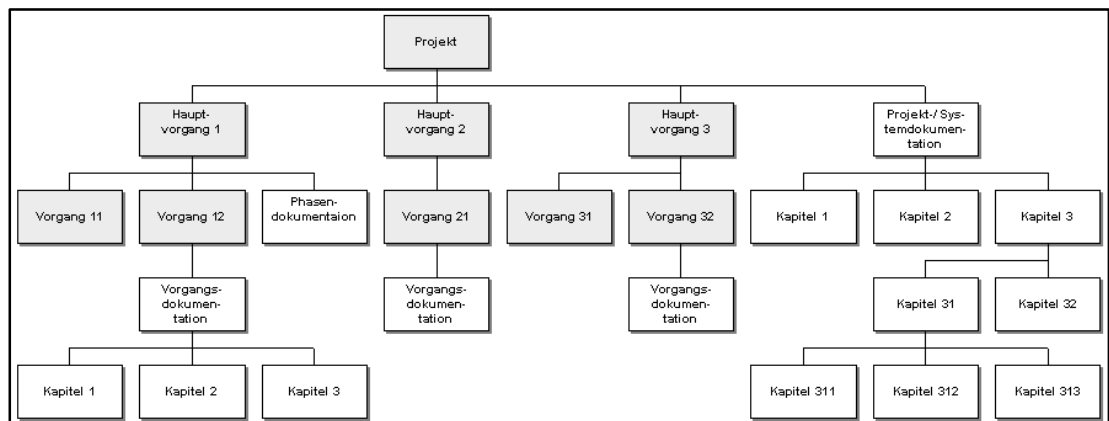 Projekt
Haupt-
vorgang 1
Haupt-
vorgang 2
Haupt-
vorgang 3
Projekt-/ Sys-
temdokumen-
tation
Vorgang 11
Vorgang 12
Phasen-
dokumentaion
Vorgang 21
Vorgang 31
Vorgang 32
Kapitel 1
Kapitel 2
Kapitel 3
Vorgangs-
dokumen-
tation
Vorgangs-
dokumen-
tation
Vorgangs-
dokumen-
tation
Kapitel 31
Kapitel 32
Kapitel 1
Kapitel 2
Kapitel 3
Kapitel 311
Kapitel 312
Kapitel 313